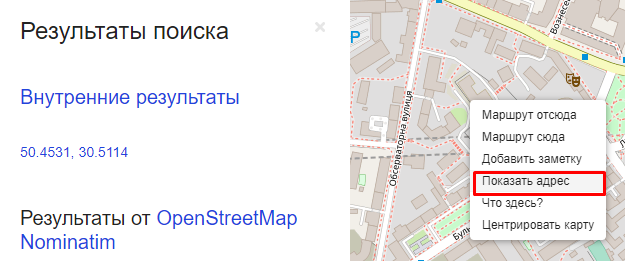 Результаты поиска
×
Внутренние результаты
50.4531, 30.5114
Результаты от OpenStreetMap
Nominatim
P
Вознесе
Обсерваторна вулиця
Маршрут отсюда
Маршрут сюда
Добавить заметку
Показать адрес
Что здесь?
Центрировать карту
Буль